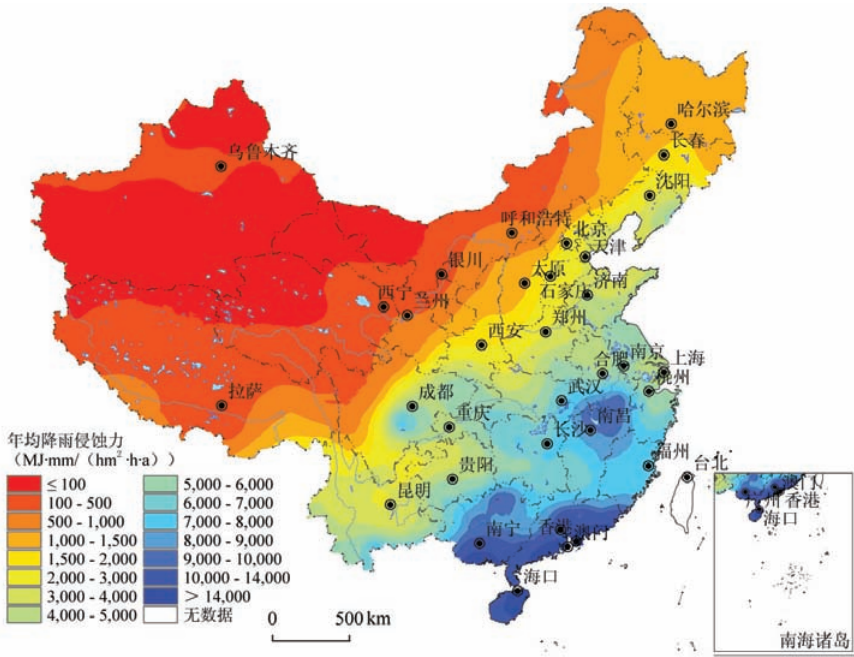 哈尔滨
长春
乌鲁木齐
沈阳
呼和浩特
北京
天津
银川
太原
石家庄
济南
西宁
兰州
西安
郑州
合肥
南京
上海
杭州
拉萨
成都
武汉
重庆
南昌
长沙
福州
台北
贵阳
昆明
南宁
香港
澳门
海口
年均降雨侵蚀力
(MJ·mm/(hm²·h·a))
≤ 100
100 - 500
500 - 1,000
1,000 - 1,500
1,500 - 2,000
2,000 - 3,000
3,000 - 4,000
4,000 - 5,000
5,000 - 6,000
6,000 - 7,000
7,000 - 8,000
8,000 - 9,000
9,000 - 10,000
10,000 - 14,000
> 14,000
无数据
0 500 km
澳门
州 香港
海口
南海诸岛